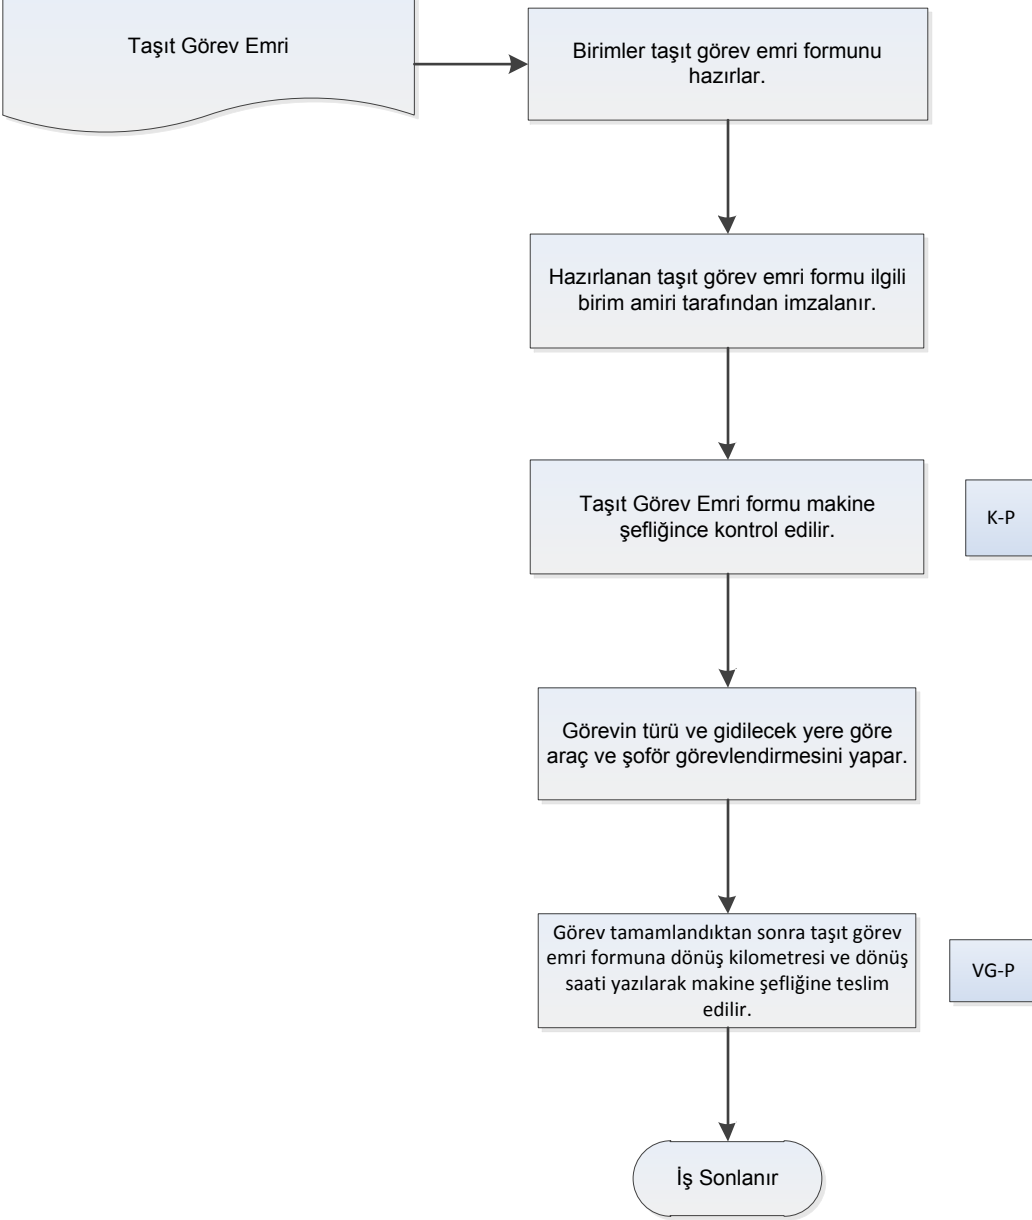 Taşıt Görev Emri
Birimler taşıt görev emri formunu
hazırlar.
Hazırlanan taşıt görev emri formu ilgili
birim amiri tarafından imzalanır.
Taşıt Görev Emri formu makine
şefliğince kontrol edilir.
K-P
Görevin türü ve gidilecek yere göre
araç ve şoför görevlendirmesini yapar.
Görev tamamlandıktan sonra taşıt görev
emri formuna dönüş kilometresi ve dönüş
saati yazılarak makine şefliğine teslim
edilir.
VG-P
İş Sonlanır